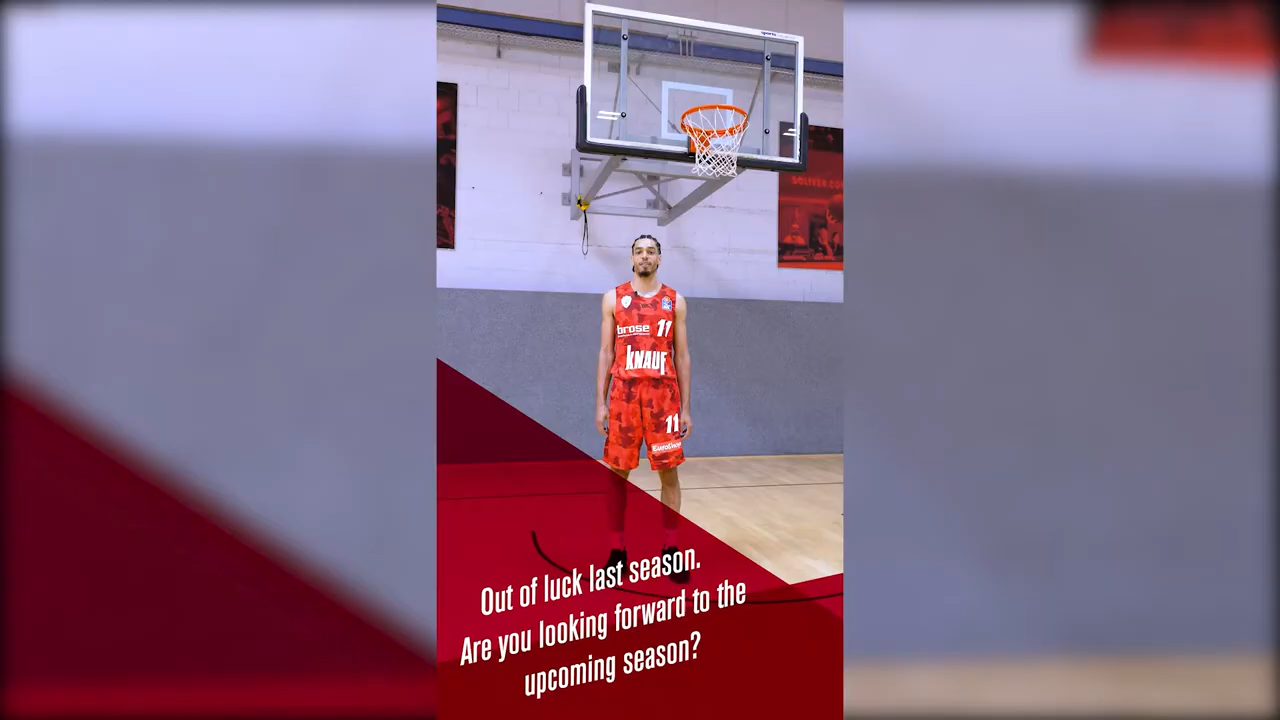 brose 11
KNAUF
11
Out of luck last season.
Are you looking forward to the
upcoming season?